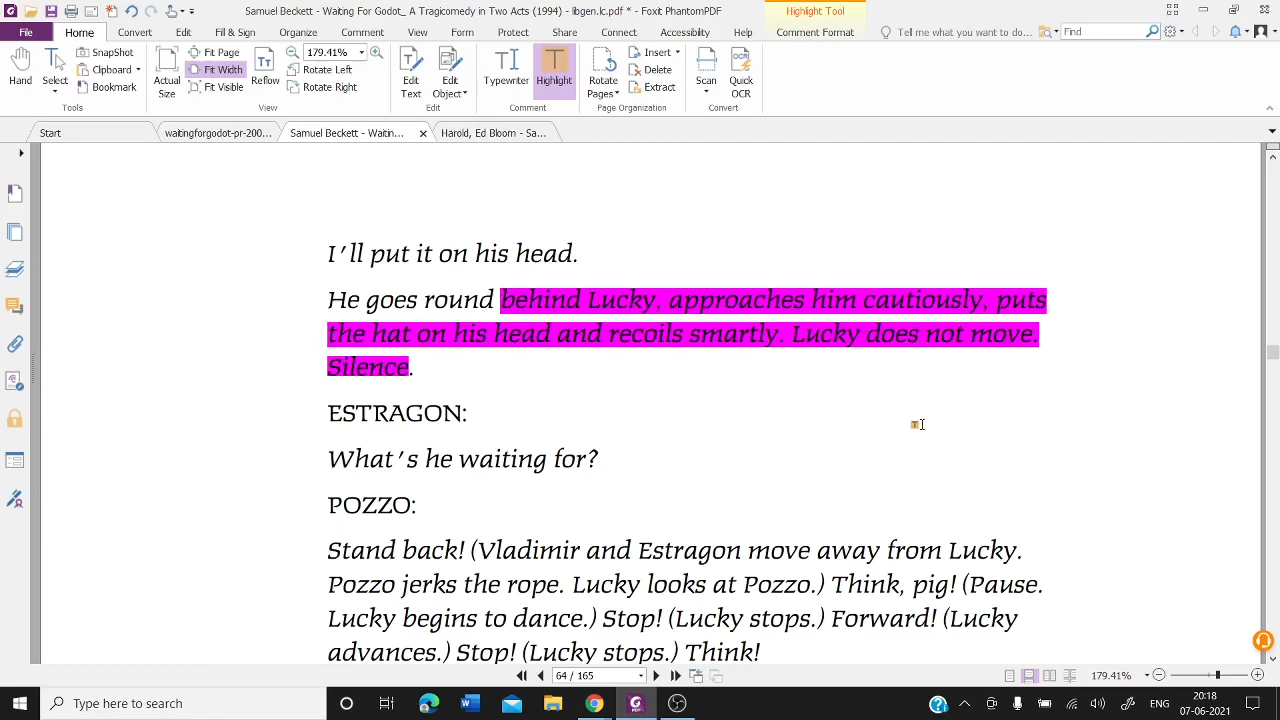 Samuel Beckett - Waiting For Godot_ A Tragicomedy in Two Acts (1994) - libgen.lc.pdf * - Foxit PhantomPDF
Highlight Tool
File Home Convert Edit Fill & Sign Organize Comment View Form Protect Share Connect Accessibility Help Comment Format Tell me what you want to do... Find
SnapShot Fit Page 179.41% Insert
Clipboard Fit Width Rotate Left Delete
Bookmark Fit Visible Rotate Right Extract
Hand Select Actual Size Reflow Edit Text Edit Object Typewriter Highlight Rotate Pages Scan Quick OCR
Tools View Edit Comment Page Organization Convert
Start waitingforgodot-pr-200... Samuel Beckett - Waitin... Harold, Ed Bloom - Sa...
I'll put it on his head.
He goes round behind Lucky, approaches him cautiously, puts
the hat on his head and recoils smartly. Lucky does not move.
Silence.
ESTRAGON:
What's he waiting for?
POZZO:
Stand back! (Vladimir and Estragon move away from Lucky.
Pozzo jerks the rope. Lucky looks at Pozzo.) Think, pig! (Pause.
Lucky begins to dance.) Stop! (Lucky stops.) Forward! (Lucky
advances.) Stop! (Lucky stops.) Think!
64 / 165 179.41%
Type here to search ENG 20:18
07-06-2021